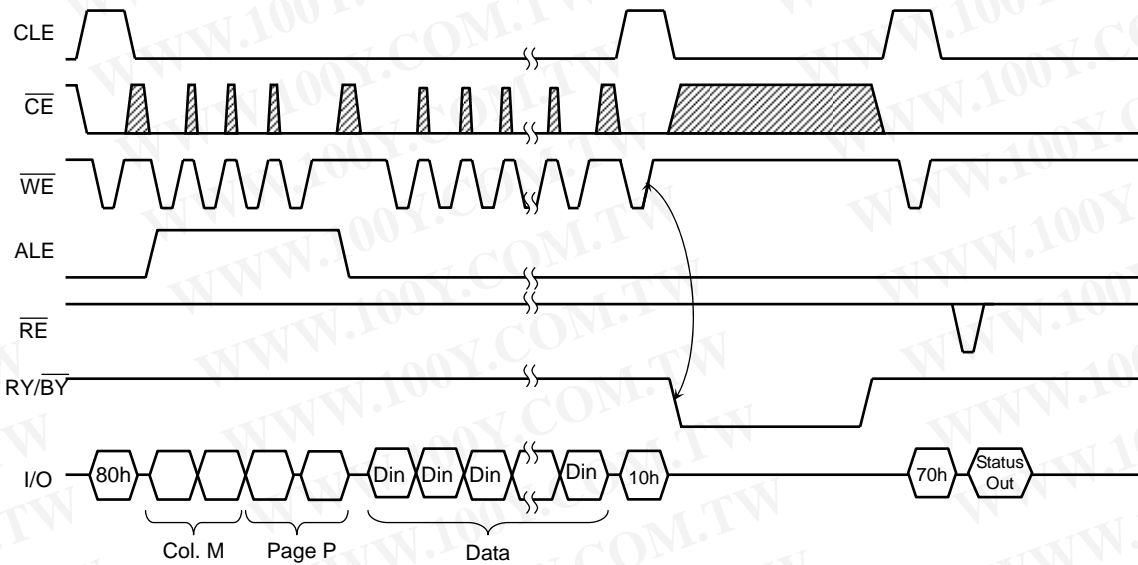 CLE
CE
WE
ALE
RE
RY/BY
I/O
80h
Din
Din
Din
Din
10h
70h
Status
Out
Col. M
Page P
Data
WWW.100Y.COM.TW